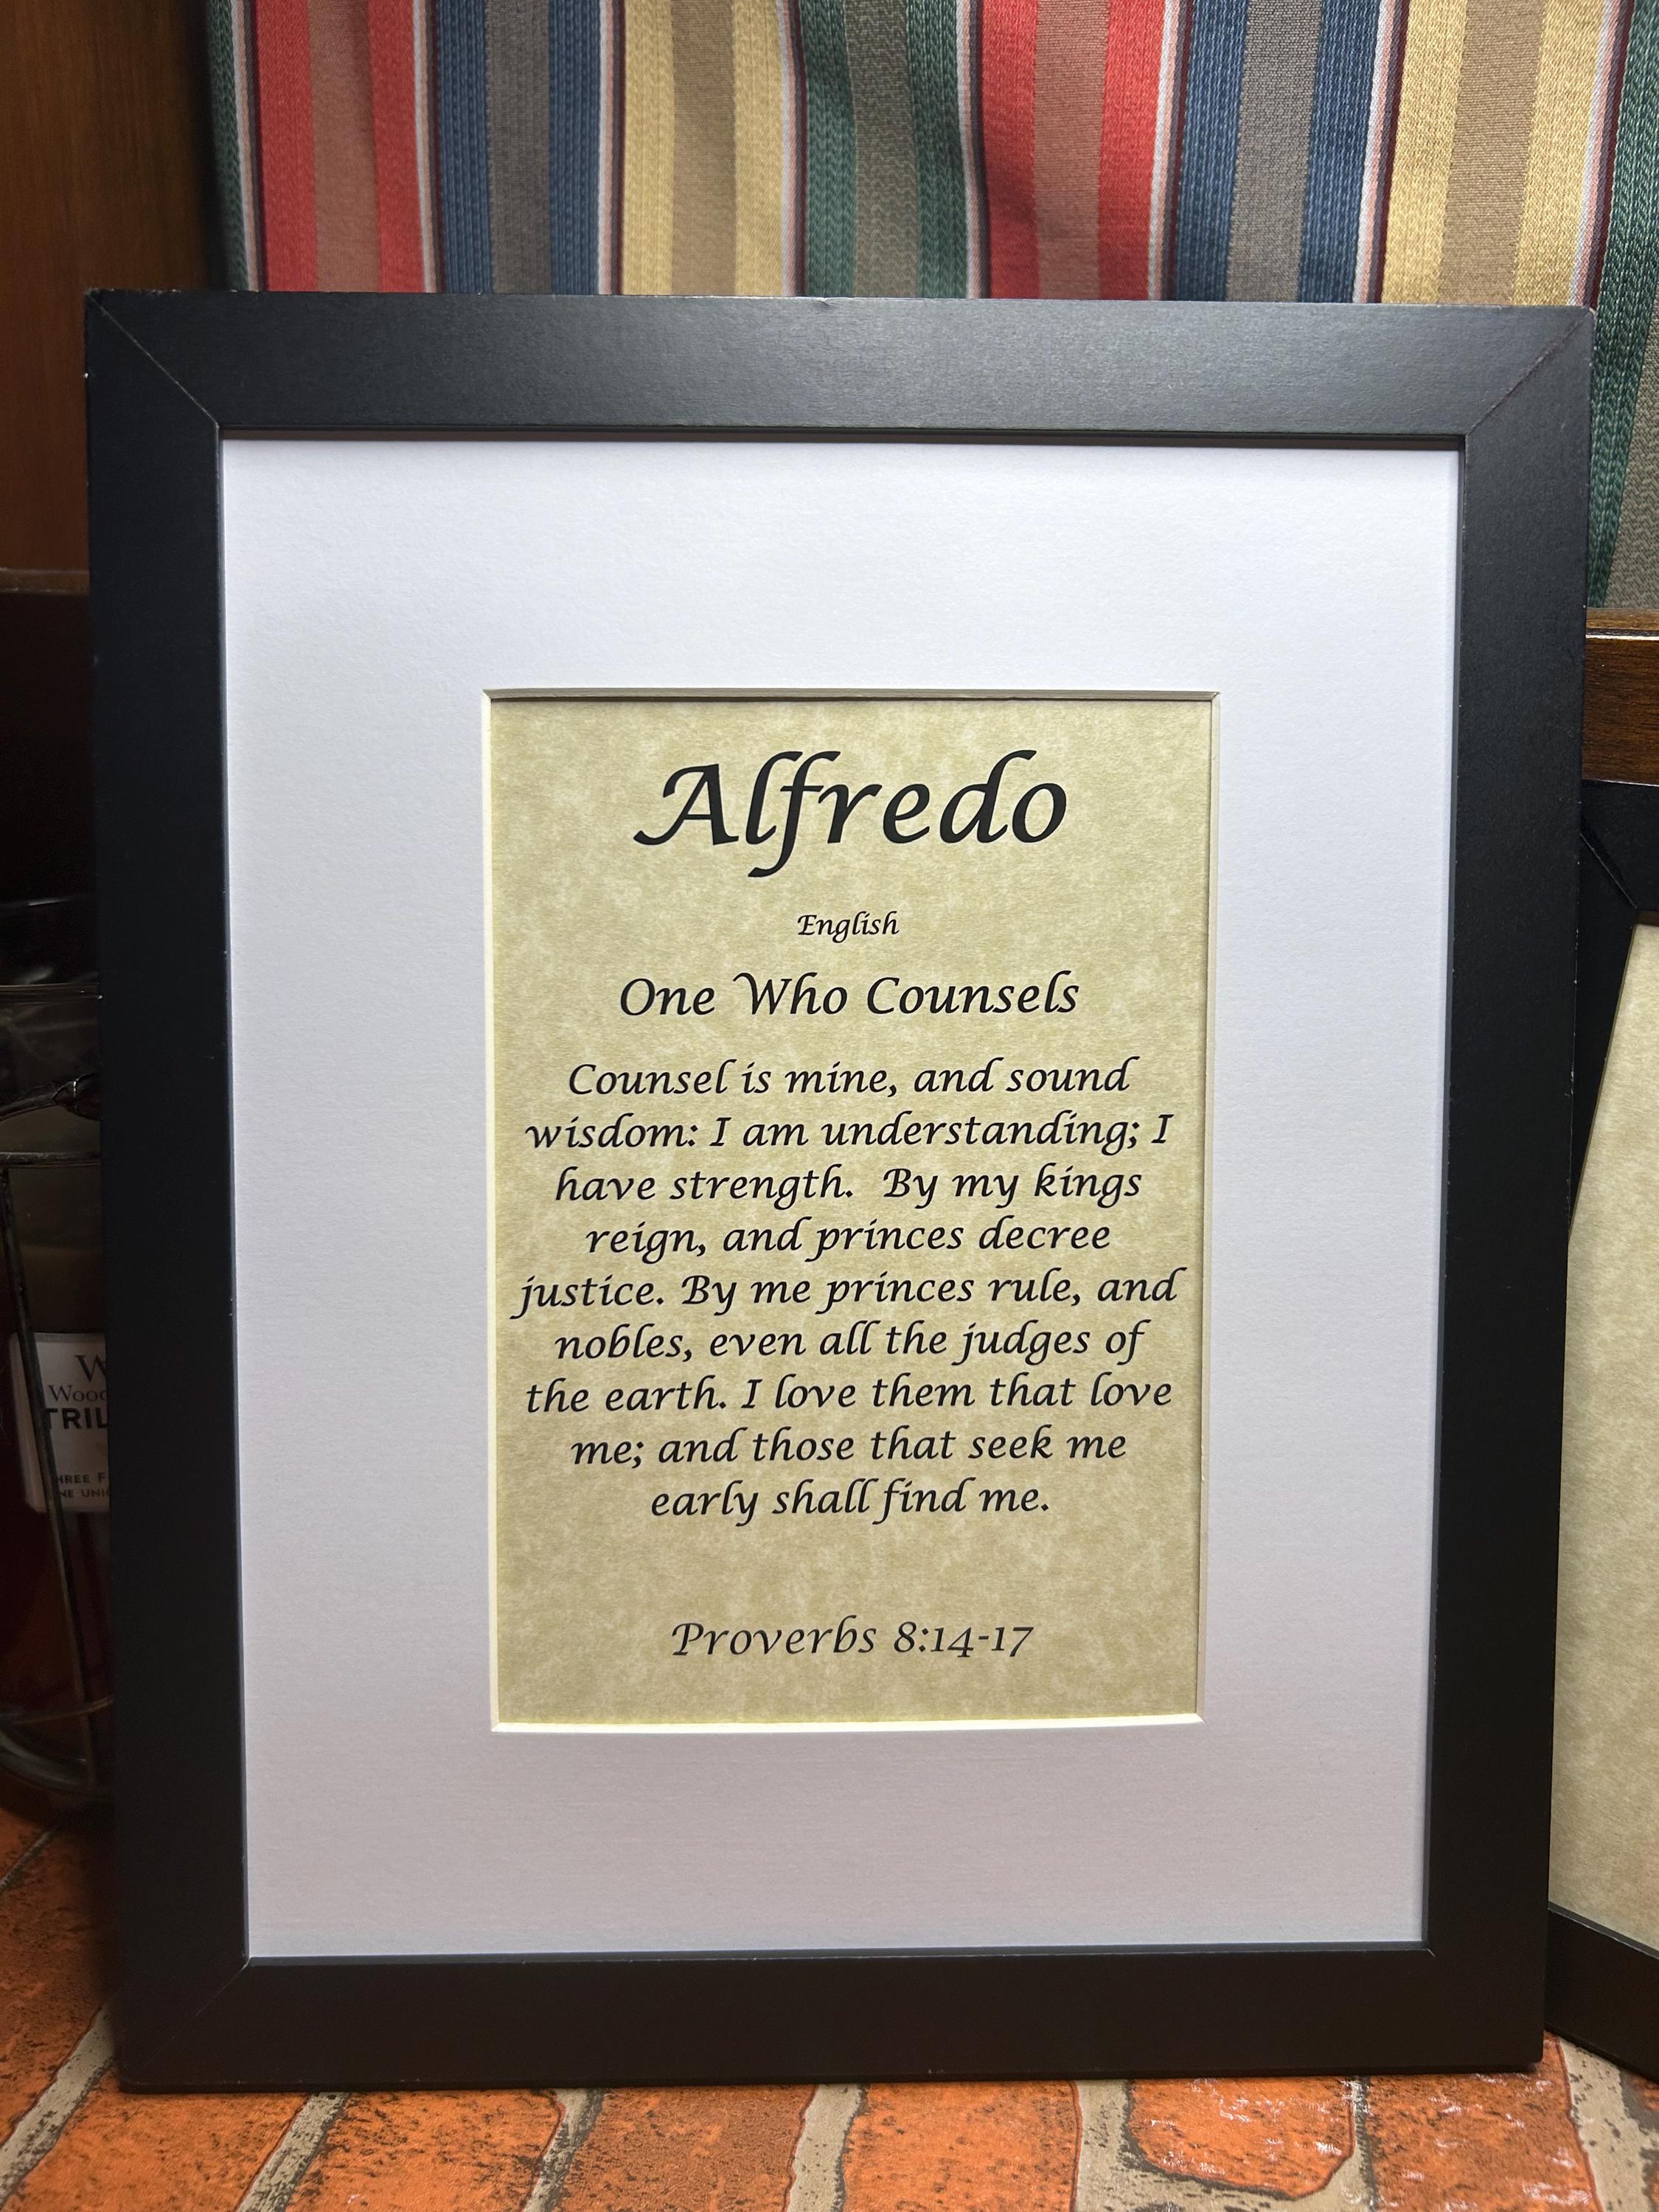 Alfredo
English
One Who Counsels
Counsel is mine, and sound
wisdom: I am understanding; I
have strength.  By my kings
reign, and princes decree
justice. By me princes rule, and
nobles, even all the judges of
the earth. I love them that love
me; and those that seek me
early shall find me.
Proverbs 8:14-17